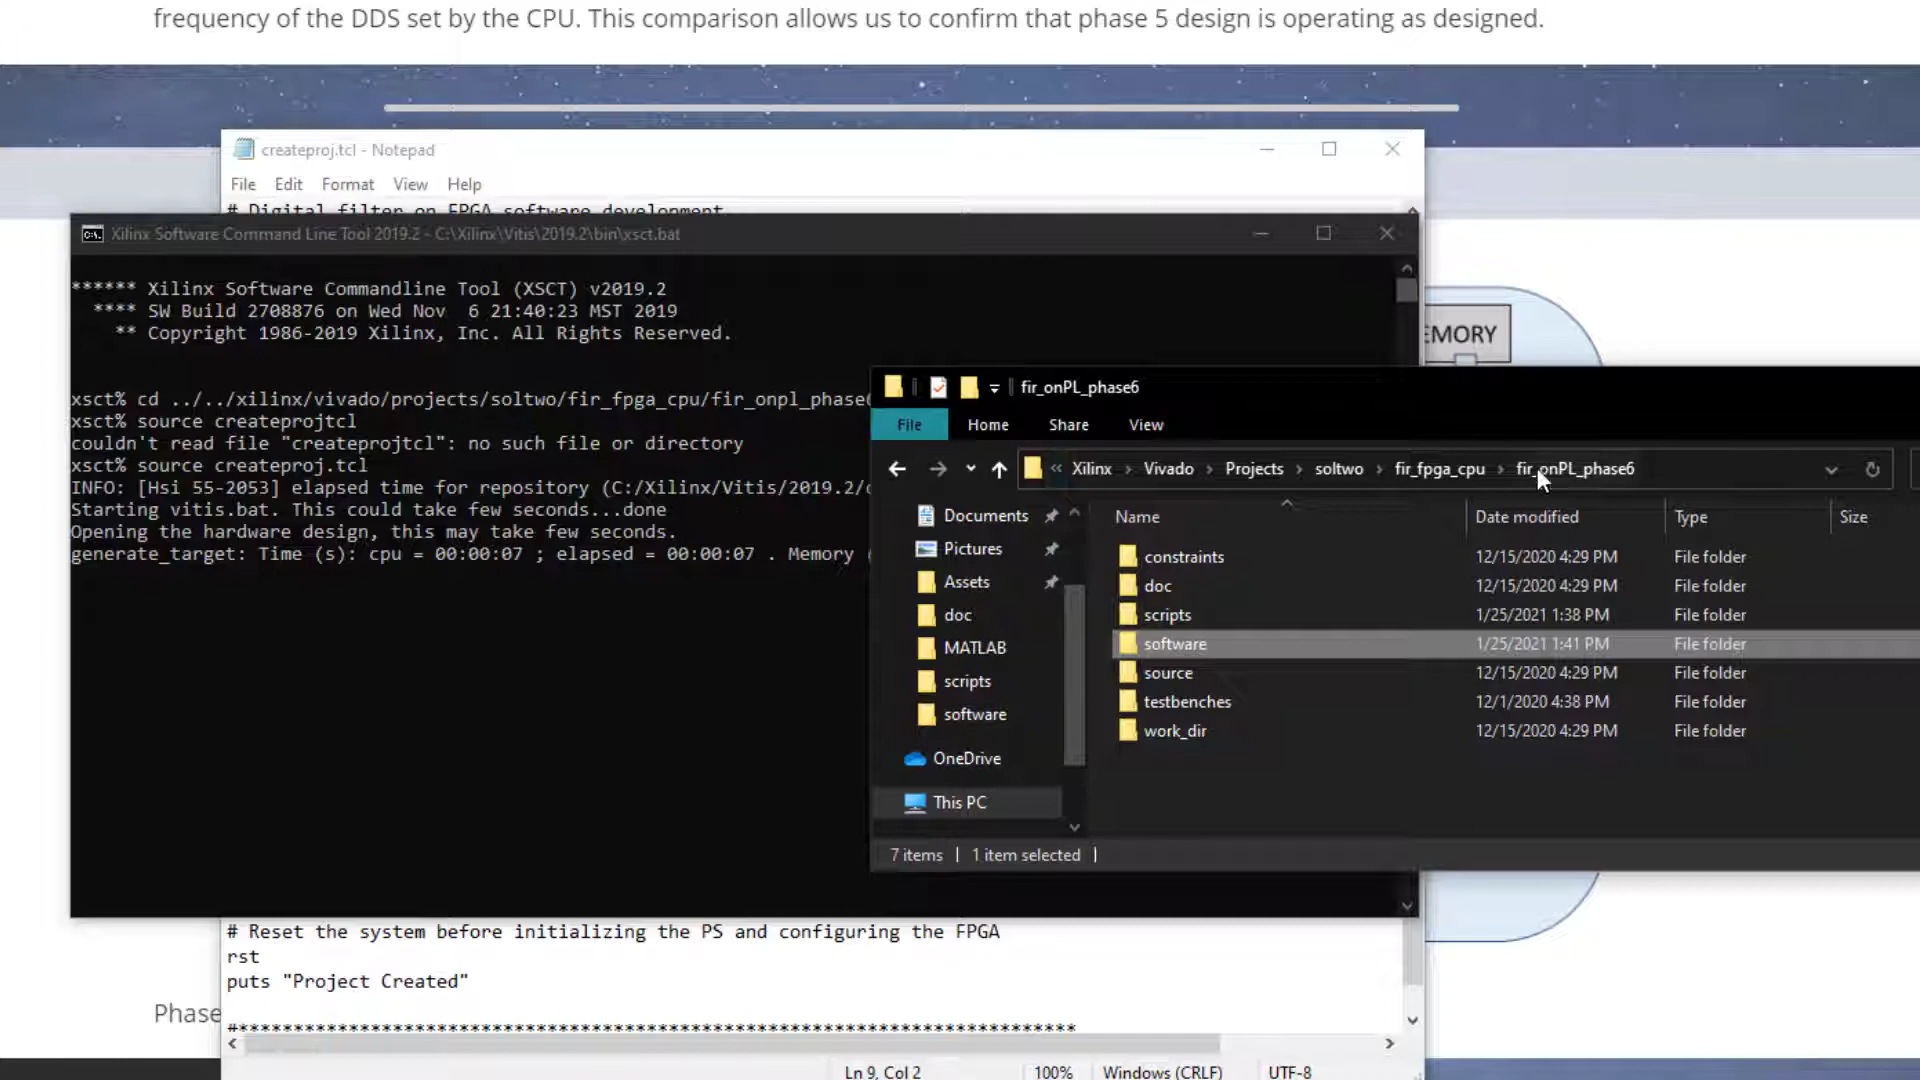 frequency of the DDS set by the CPU. This comparison allows us to confirm that phase 5 design is operating as designed.
createproj.tcl - Notepad
File Edit Format View Help
# Digital filter on FPGA software development.
Xilinx Software Command Line Tool 2019.2 - C:\Xilinx\Vitis\2019.2\bin\xsct.bat
****** Xilinx Software Commandline Tool (XSCT) v2019.2
**** SW Build 2708876 on Wed Nov 6 21:40:23 MST 2019
** Copyright 1986-2019 Xilinx, Inc. All Rights Reserved.
xsct% cd ../../xilinx/vivado/projects/soltwo/fir_fpga_cpu/fir_onpl_phase6
xsct% source createprojtcl
couldn't read file "createprojtcl": no such file or directory
xsct% source createproj.tcl
INFO: [Hsi 55-2053] elapsed time for repository (C:/Xilinx/Vitis/2019.2/
Starting vitis.bat. This could take few seconds...done
Opening the hardware design, this may take few seconds.
generate_target: Time (s): cpu = 00:00:07 ; elapsed = 00:00:07 . Memory
EMORY
fir_onPL_phase6
File Home Share View
« Xilinx › Vivado › Projects › soltwo › fir_fpga_cpu › fir_onPL_phase6
Documents
Pictures
Assets
doc
MATLAB
scripts
software
OneDrive
This PC
Name Date modified Type Size
constraints 12/15/2020 4:29 PM File folder
doc 12/15/2020 4:29 PM File folder
scripts 1/25/2021 1:38 PM File folder
software 1/25/2021 1:41 PM File folder
source 12/15/2020 4:29 PM File folder
testbenches 12/1/2020 4:38 PM File folder
work_dir 12/15/2020 4:29 PM File folder
7 items 1 item selected
# Reset the system before initializing the PS and configuring the FPGA
rst
puts "Project Created"
Phase
#****************************************************************************
Ln 9, Col 2 100% Windows (CRLF) UTF-8